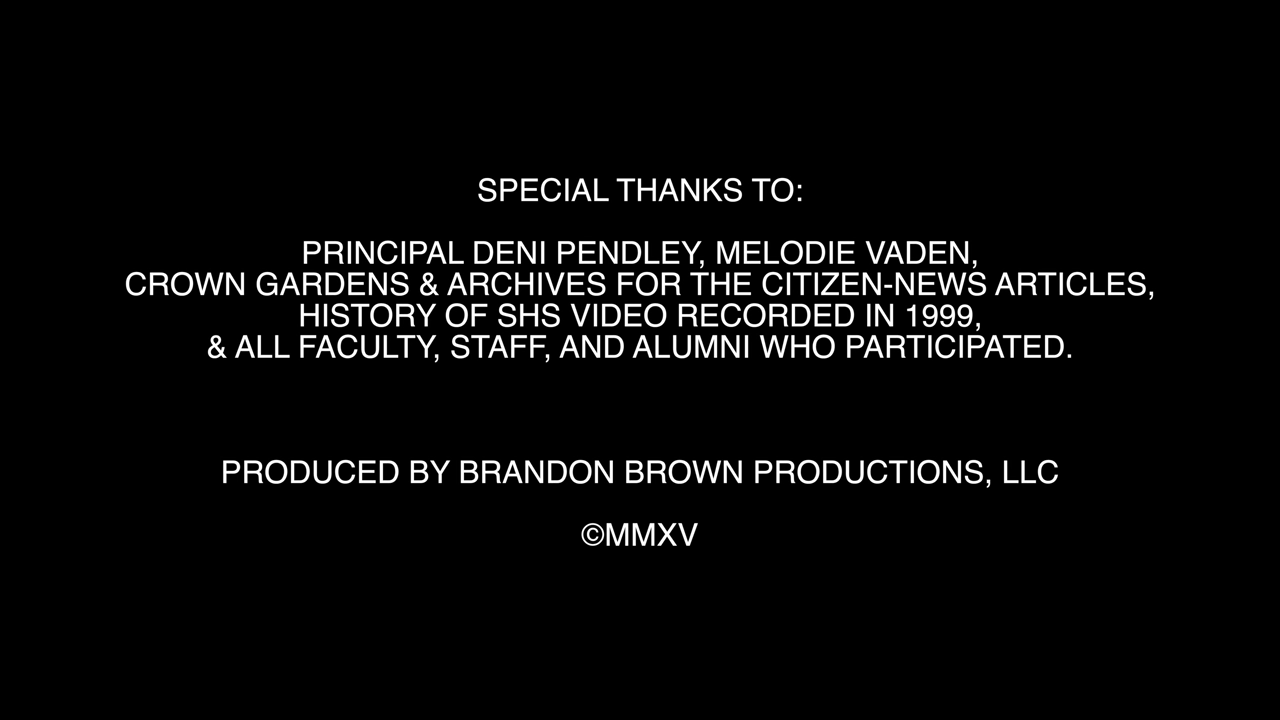 SPECIAL THANKS TO:
PRINCIPAL DENI PENDLEY, MELODIE VADEN,
CROWN GARDENS & ARCHIVES FOR THE CITIZEN-NEWS ARTICLES,
HISTORY OF SHS VIDEO RECORDED IN 1999,
& ALL FACULTY, STAFF, AND ALUMNI WHO PARTICIPATED.
PRODUCED BY BRANDON BROWN PRODUCTIONS, LLC
©MMXV